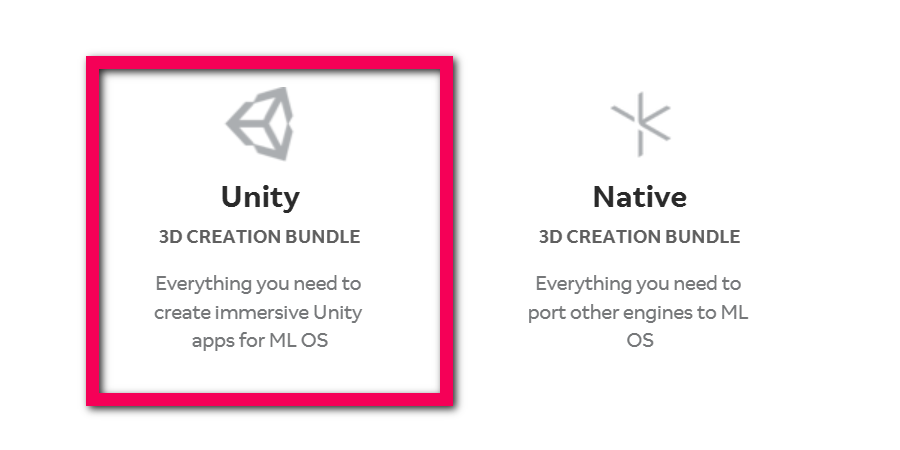 Unity
3D CREATION BUNDLE
Everything you need to
create immersive Unity
apps for ML OS
Native
3D CREATION BUNDLE
Everything you need to
port other engines to ML
OS